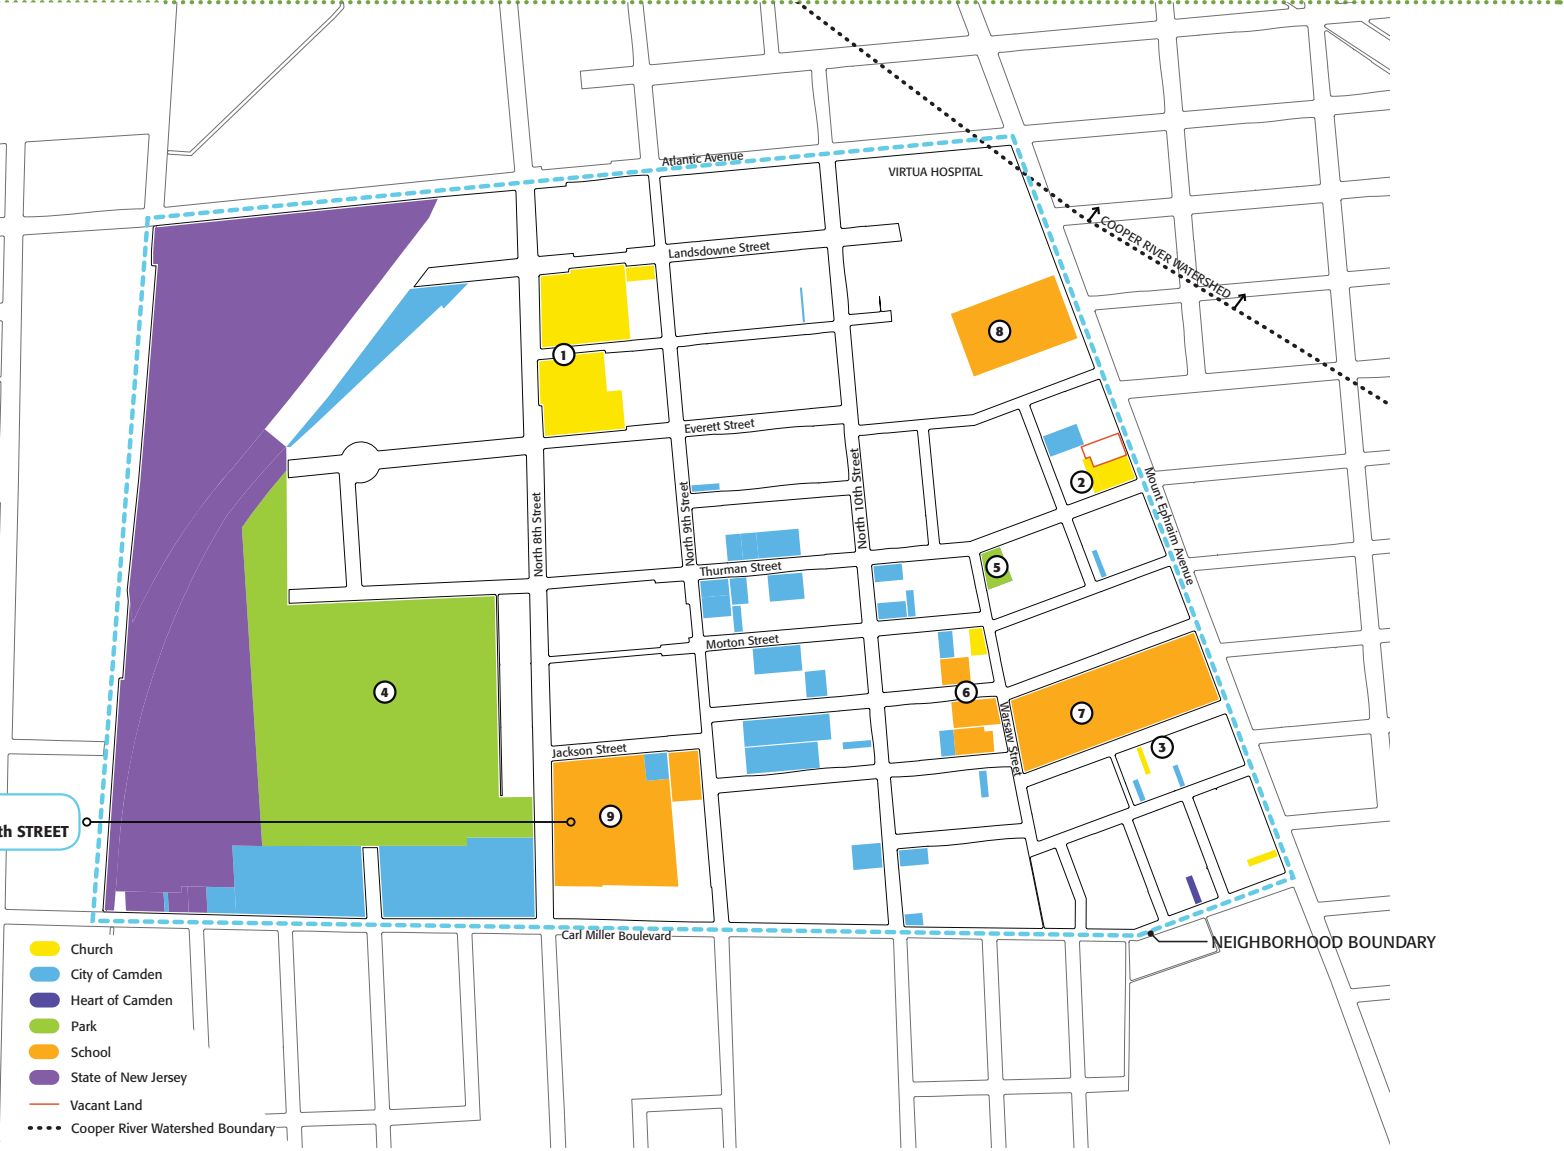 Atlantic Avenue
VIRTUA HOSPITAL
COOPER RIVER WATERSHED
Landsdowne Street
8
1
Everett Street
2
North 8th Street
North 9th Street
North 10th Street
Mount Ephraim Avenue
Thurman Street
5
Morton Street
4
6
7
Warsaw Street
Jackson Street
3
9
th STREET
Carl Miller Boulevard
NEIGHBORHOOD BOUNDARY
Church
City of Camden
Heart of Camden
Park
School
State of New Jersey
Vacant Land
Cooper River Watershed Boundary